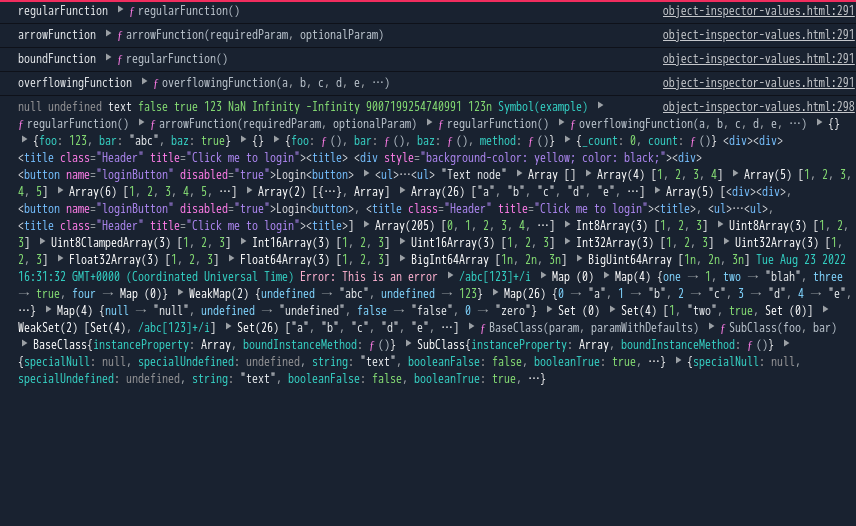 regularFunction ▶ ƒ regularFunction() object-inspector-values.html:291
arrowFunction ▶ ƒ arrowFunction(requiredParam, optionalParam) object-inspector-values.html:291
boundFunction ▶ ƒ regularFunction() object-inspector-values.html:291
overflowingFunction ▶ ƒ overflowingFunction(a, b, c, d, e, …) object-inspector-values.html:291
null undefined text false true 123 NaN Infinity -Infinity 9007199254740991 123n Symbol(example) ▶ object-inspector-values.html:298
ƒ regularFunction() ▶ ƒ arrowFunction(requiredParam, optionalParam) ▶ ƒ regularFunction() ▶ ƒ overflowingFunction(a, b, c, d, e, …) ▶ {}
▶ {foo: 123, bar: "abc", baz: true} ▶ {} ▶ {foo: ƒ (), bar: ƒ (), baz: ƒ (), method: ƒ ()} ▶ {_count: 0, count: ƒ ()} <div><div>
<title class="Header" title="Click me to login"><title> <div style="background-color: yellow; color: black;"><div>
<button name="loginButton" disabled="true">Login<button> ▶ <ul>…<ul> "Text node" ▶ Array [] ▶ Array(4) [1, 2, 3, 4] ▶ Array(5) [1, 2, 3,
4, 5] ▶ Array(6) [1, 2, 3, 4, 5, …] ▶ Array(2) [{…}, Array] ▶ Array(26) ["a", "b", "c", "d", "e", …] ▶ Array(5) [<div><div>,
<button name="loginButton" disabled="true">Login<button>, <title class="Header" title="Click me to login"><title>, <ul>…<ul>,
<title class="Header" title="Click me to login"><title>] ▶ Array(205) [0, 1, 2, 3, 4, …] ▶ Int8Array(3) [1, 2, 3] ▶ Uint8Array(3) [1, 2,
3] ▶ Uint8ClampedArray(3) [1, 2, 3] ▶ Int16Array(3) [1, 2, 3] ▶ Uint16Array(3) [1, 2, 3] ▶ Int32Array(3) [1, 2, 3] ▶ Uint32Array(3) [1,
2, 3] ▶ Float32Array(3) [1, 2, 3] ▶ Float64Array(3) [1, 2, 3] ▶ BigInt64Array [1n, 2n, 3n] ▶ BigUint64Array [1n, 2n, 3n] Tue Aug 23 2022
16:31:32 GMT+0000 (Coordinated Universal Time) Error: This is an error ▶ /abc[123]+/i ▶ Map (0) ▶ Map(4) {one → 1, two → "blah", three
→ true, four → Map (0)} ▶ WeakMap(2) {undefined → "abc", undefined → 123} ▶ Map(26) {0 → "a", 1 → "b", 2 → "c", 3 → "d", 4 → "e",
…} ▶ Map(4) {null → "null", undefined → "undefined", false → "false", 0 → "zero"} ▶ Set (0) ▶ Set(4) [1, "two", true, Set (0)] ▶
WeakSet(2) [Set(4), /abc[123]+/i] ▶ Set(26) ["a", "b", "c", "d", "e", …] ▶ ƒ BaseClass(param, paramWithDefaults) ▶ ƒ SubClass(foo, bar)
▶ BaseClass{instanceProperty: Array, boundInstanceMethod: ƒ ()} ▶ SubClass{instanceProperty: Array, boundInstanceMethod: ƒ ()} ▶
{specialNull: null, specialUndefined: undefined, string: "text", booleanFalse: false, booleanTrue: true, …} ▶ {specialNull: null,
specialUndefined: undefined, string: "text", booleanFalse: false, booleanTrue: true, …}